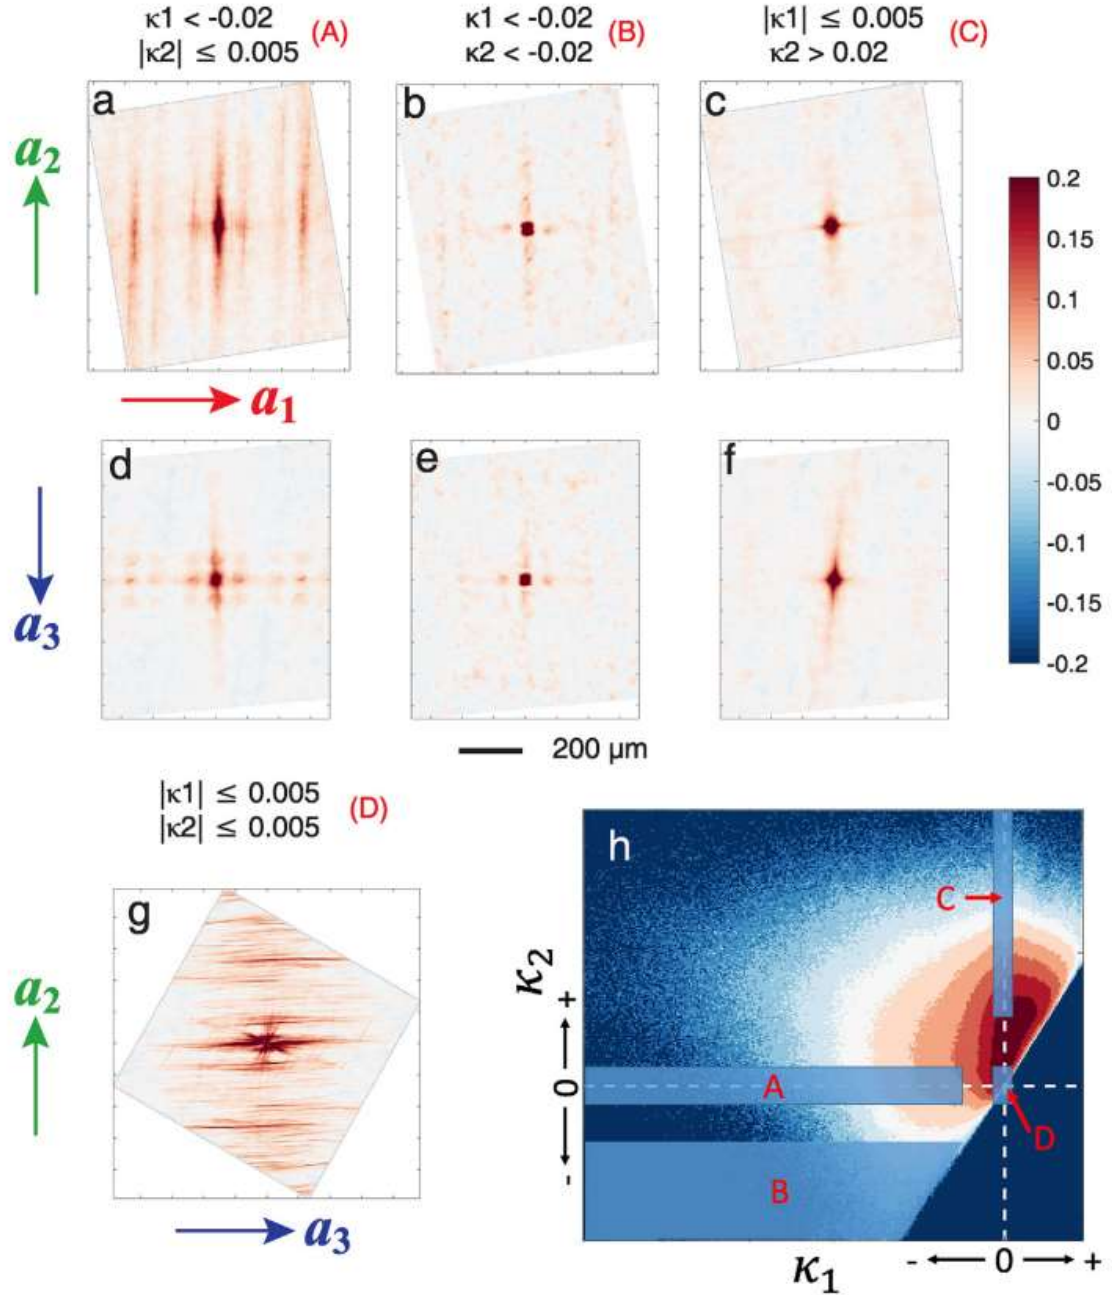 κ1 < -0.02
|κ2| ≤ 0.005
(A)
κ1 < -0.02
κ2 < -0.02
(B)
|κ1| ≤ 0.005
κ2 > 0.02
(C)
a
b
c
a2
a1
0.2
0.15
0.1
0.05
0
-0.05
-0.1
-0.15
-0.2
d
e
f
a3
200 µm
|κ1| ≤ 0.005
|κ2| ≤ 0.005
(D)
g
a2
a3
h
C
A
D
B
κ2
- 0 +
κ1
- 0 +